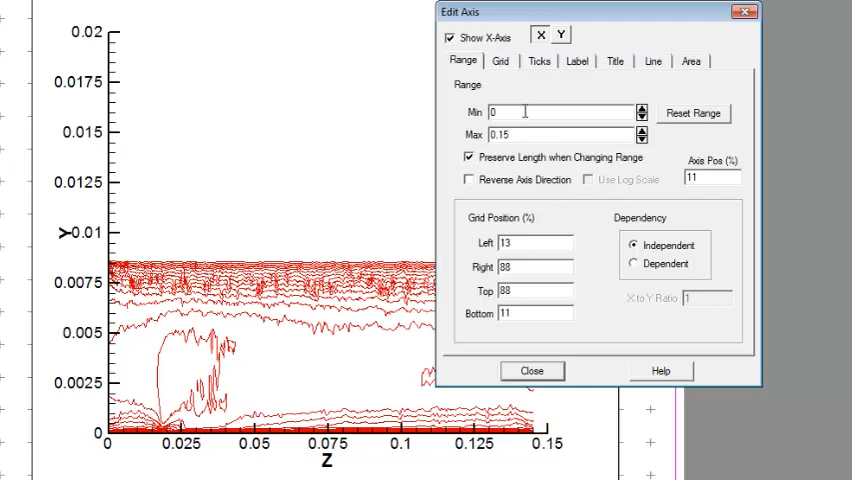 Edit Axis
Show X-Axis X Y
Range Grid Ticks Label Title Line Area
Range
Min 0 Reset Range
Max 0.15
Preserve Length when Changing Range Axis Pos (%)
Reverse Axis Direction Use Log Scale 11
Grid Position (%) Dependency
Left 13 Independent
Right 88 Dependent
Top 88 X to Y Ratio 1
Bottom 11
Close Help
0.02
0.0175
0.015
0.0125
Y 0.01
0.0075
0.005
0.0025
0
0 0.025 0.05 0.075 0.1 0.125 0.15
Z